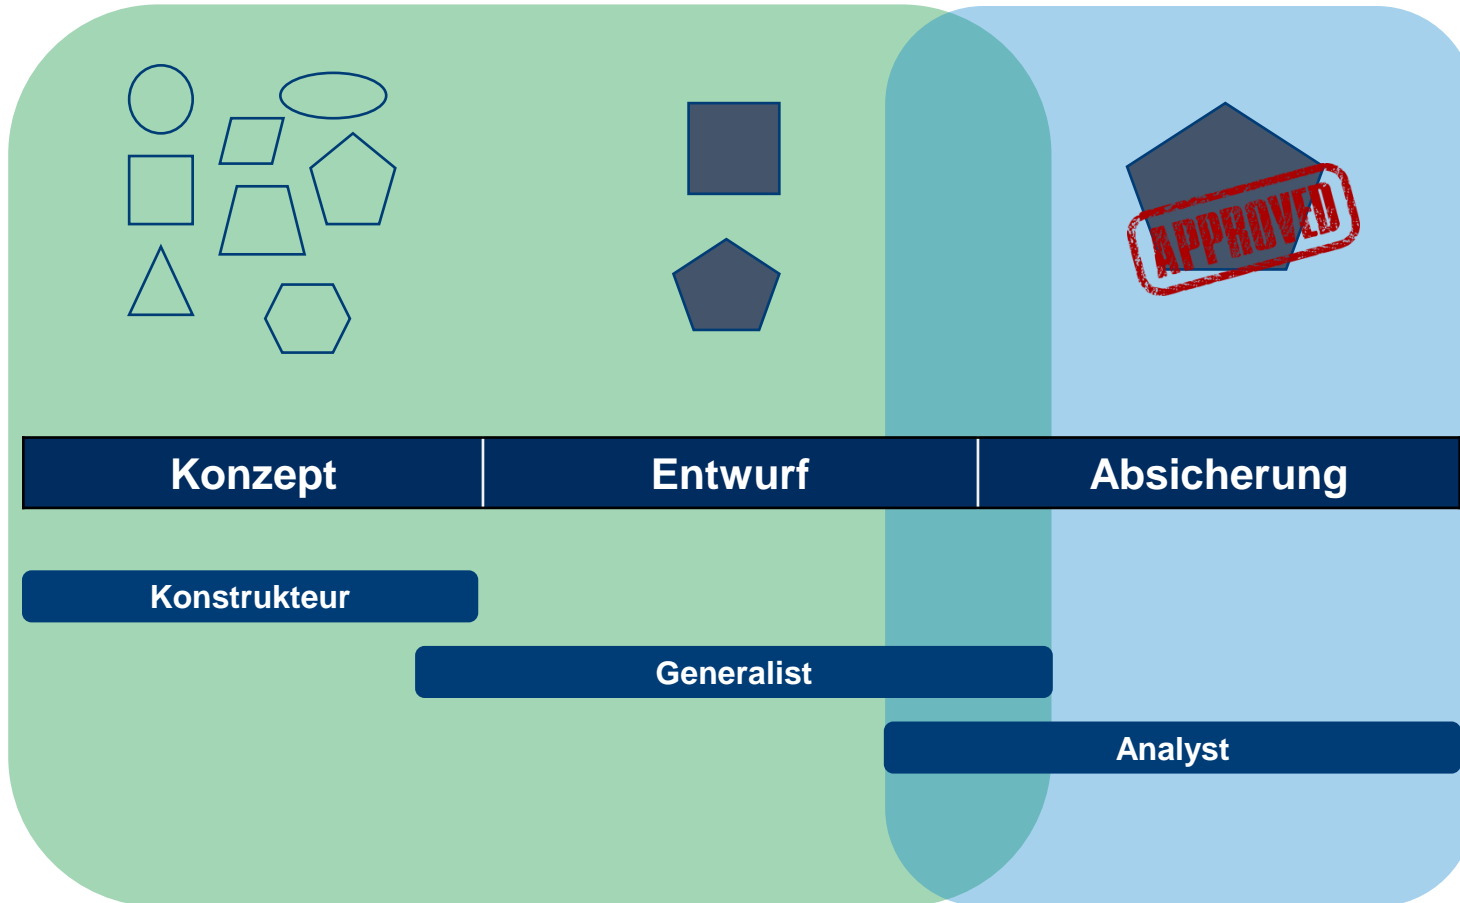 APPROVED
Konzept
Entwurf
Absicherung
Konstrukteur
Generalist
Analyst